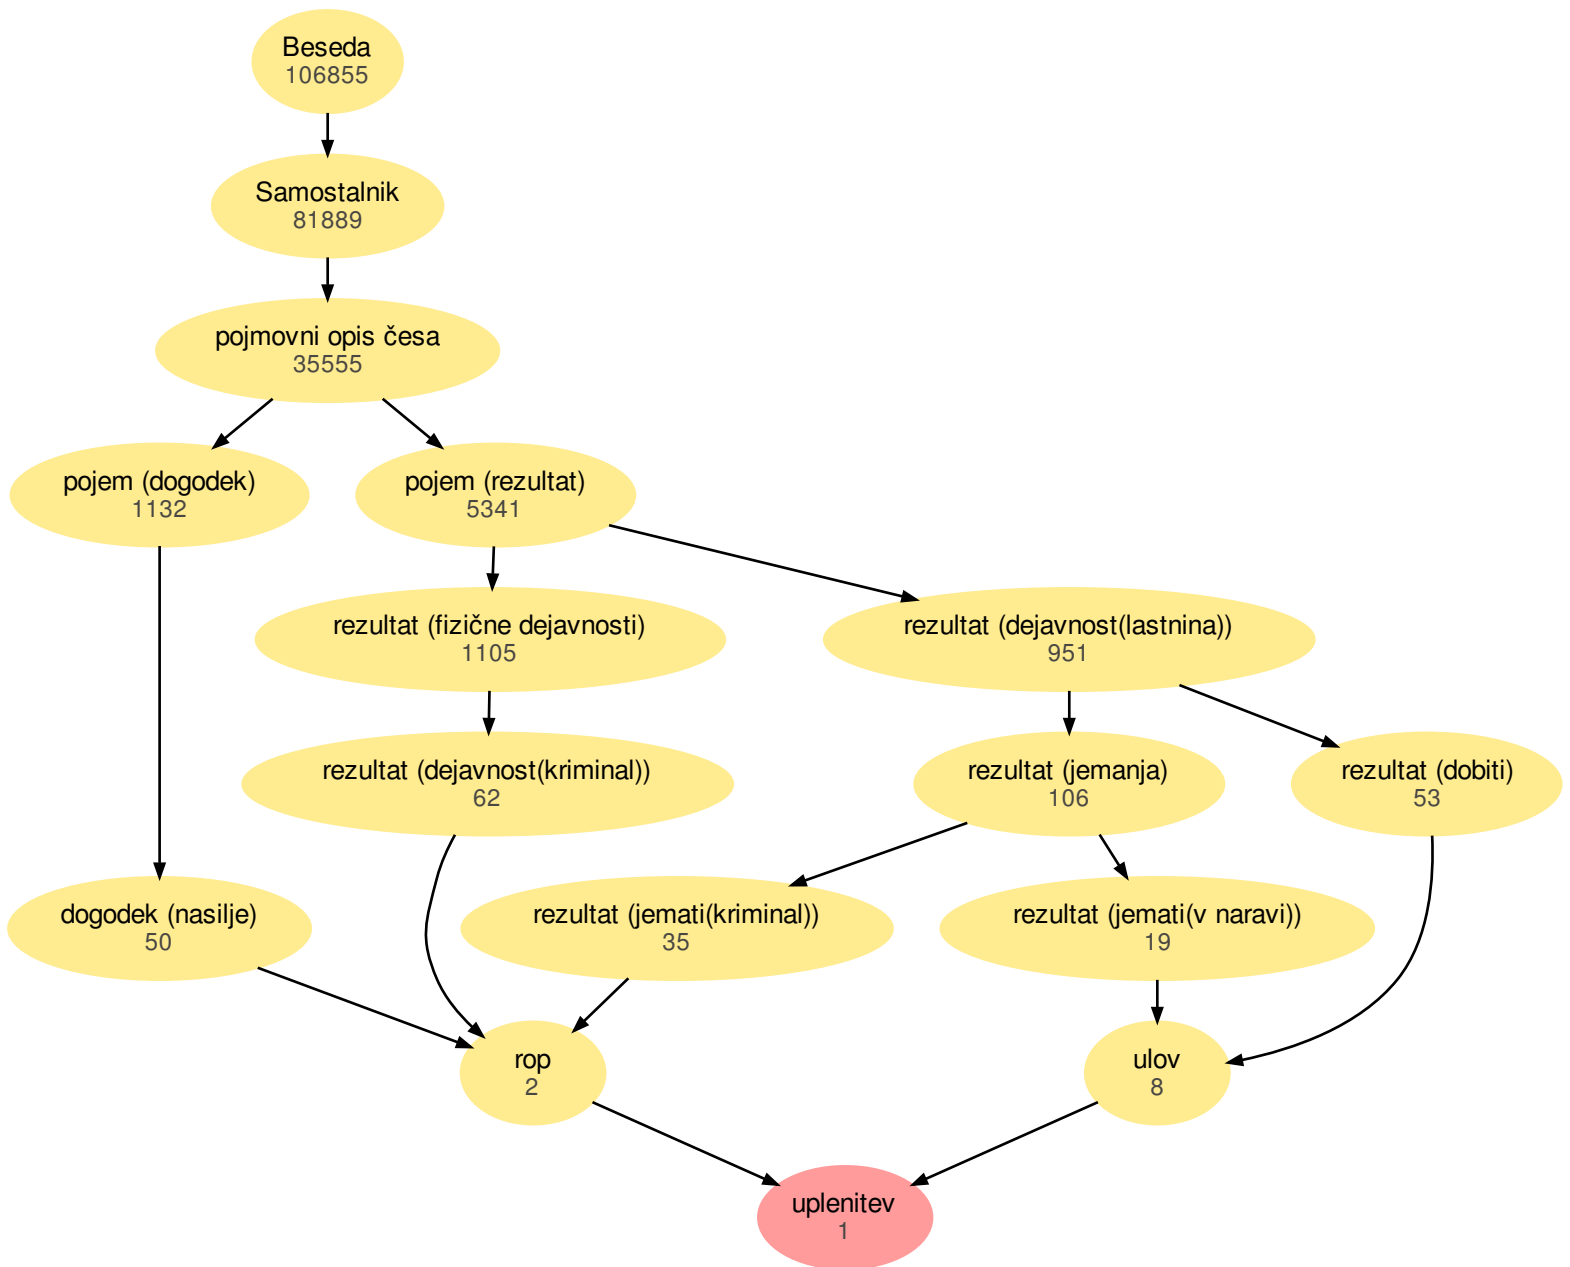 Beseda
106855
Samostalnik
81889
pojmovni opis česa
35555
pojem (dogodek)
1132
pojem (rezultat)
5341
rezultat (fizične dejavnosti)
1105
rezultat (dejavnost(lastnina))
951
rezultat (dejavnost(kriminal))
62
rezultat (jemanja)
106
rezultat (dobiti)
53
dogodek (nasilje)
50
rezultat (jemati(kriminal))
35
rezultat (jemati(v naravi))
19
rop
2
ulov
8
uplenitev
1